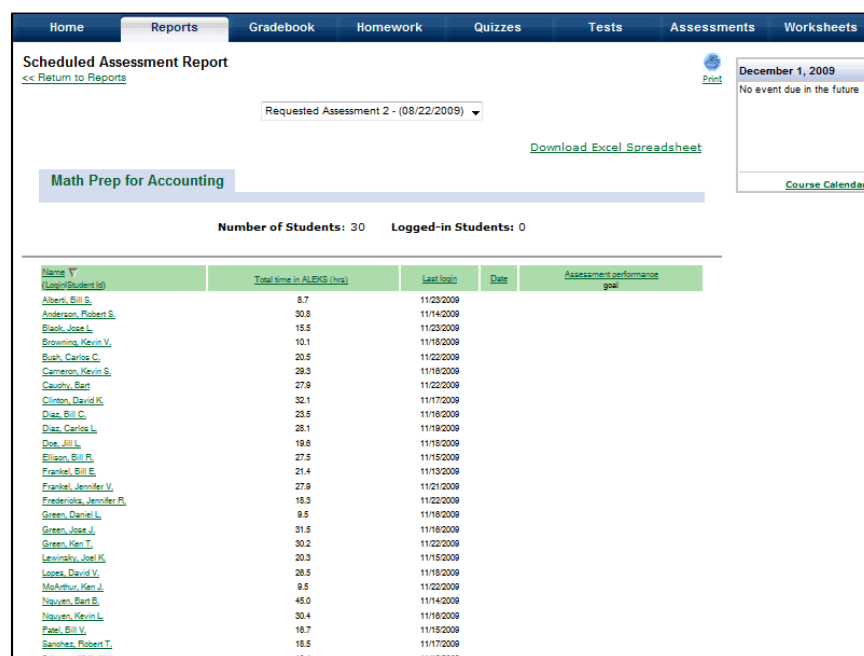 Home Reports Gradebook Homework Quizzes Tests Assessments Worksheets
Scheduled Assessment Report
<< Return to Reports
Print
December 1, 2009
No event due in the future
Requested Assessment 2 - (08/22/2009)
Download Excel Spreadsheet
Course Calendar
Math Prep for Accounting
Number of Students: 30 Logged-in Students: 0
Name Total time in ALEKS (hrs) Last login Date Assessment performance
(Login|Student Id) goal
Alberti, Bill S. 8.7 11/23/2009
Anderson, Robert S. 30.8 11/14/2009
Black, Jose L. 15.5 11/23/2009
Browning, Kevin V. 10.1 11/18/2009
Bush, Carlos C. 20.5 11/22/2009
Cameron, Kevin S. 29.3 11/16/2009
Cauchy, Bart 27.9 11/22/2009
Clinton, David K. 32.1 11/17/2009
Diaz, Bill C. 23.5 11/16/2009
Diaz, Carlos L. 28.1 11/19/2009
Doe, Jill L. 19.6 11/18/2009
Ellison, Bill R. 27.5 11/15/2009
Frankel, Bill E. 21.4 11/13/2009
Frankel, Jennifer V. 27.9 11/21/2009
Fredericks, Jennifer R. 18.3 11/22/2009
Green, Daniel L. 9.5 11/16/2009
Green, Jose J. 31.5 11/16/2009
Green, Ken T. 30.2 11/22/2009
Lewinsky, Joel K. 20.3 11/15/2009
Lopes, David V. 26.5 11/18/2009
McArthur, Ken J. 9.5 11/22/2009
Nguyen, Bart B. 45.0 11/14/2009
Nguyen, Kevin L. 30.4 11/16/2009
Patel, Bill V. 16.7 11/15/2009
Sanchez, Robert T. 18.5 11/17/2009